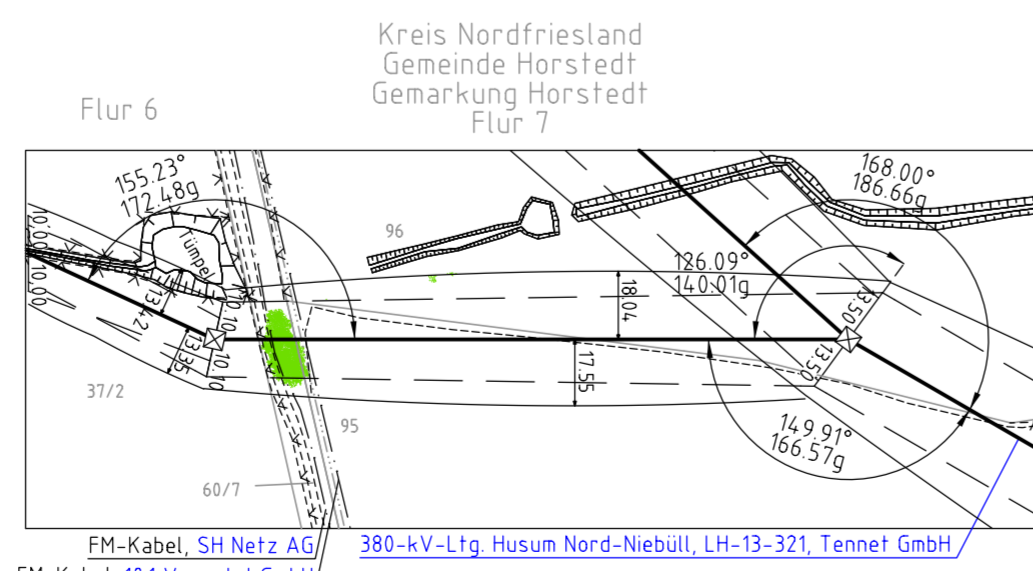 Kreis Nordfriesland
Gemeinde Horstedt
Gemarkung Horstedt
Flur 7
Flur 6
155.23°
172.48g
168.00°
186.66g
Tümpel
96
126.09°
140.01g
10.00
10.00
10.10
10.10
13.35
18.04
17.55
13.50
13.50
37/2
95
60/7
149.91°
166.57g
FM-Kabel, SH Netz AG
380-kV-Ltg. Husum Nord-Niebüll, LH-13-321, Tennet GmbH